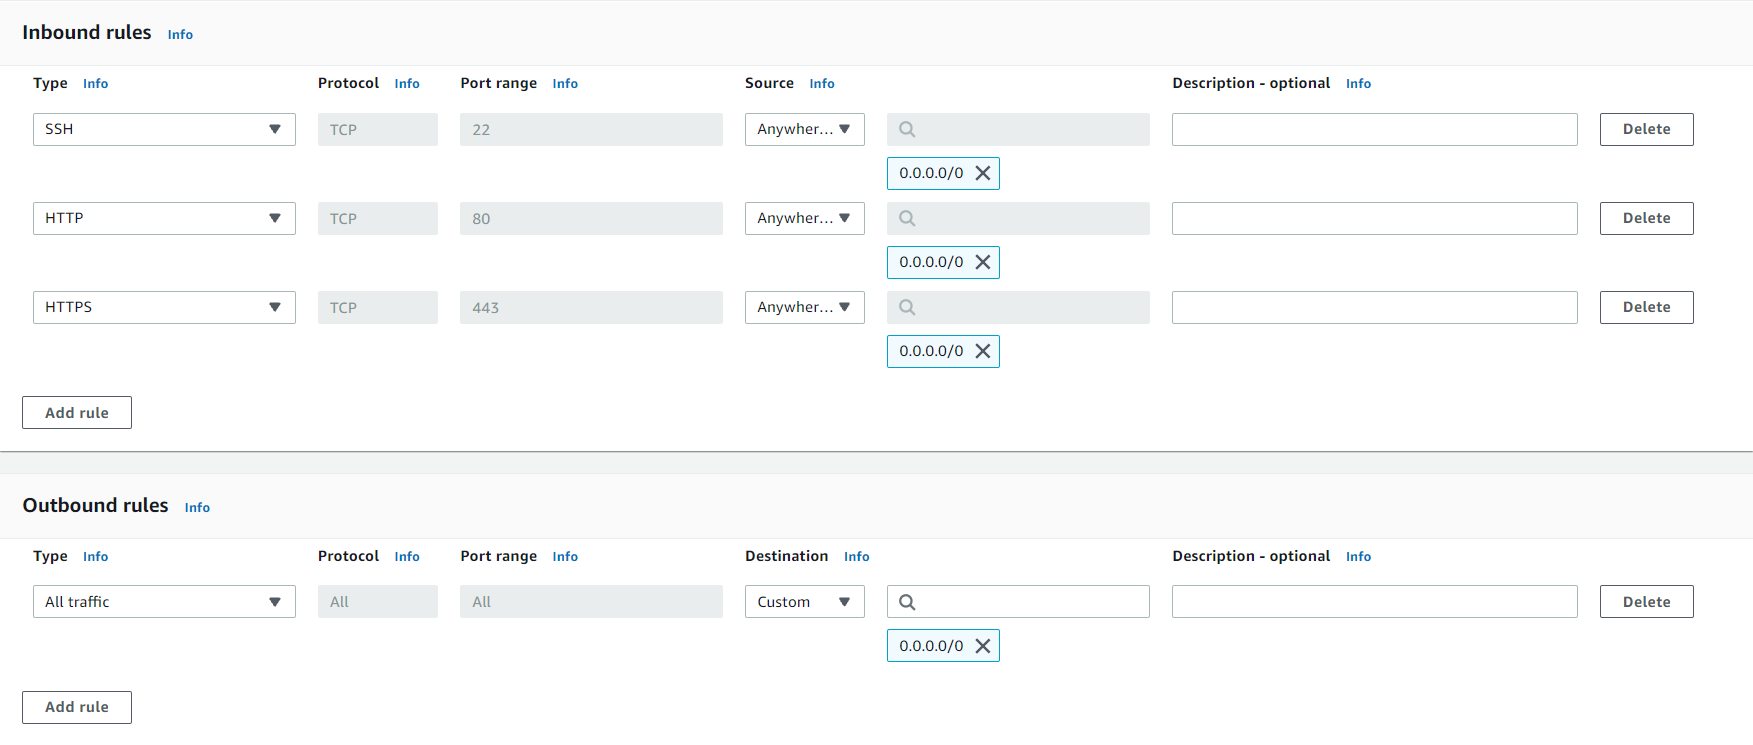 Inbound rules Info
Type Info Protocol Info Port range Info Source Info Description - optional Info
SSH TCP 22 Anywher... Delete
0.0.0.0/0
HTTP TCP 80 Anywher... Delete
0.0.0.0/0
HTTPS TCP 443 Anywher... Delete
0.0.0.0/0
Add rule
Outbound rules Info
Type Info Protocol Info Port range Info Destination Info Description - optional Info
All traffic All All Custom Delete
0.0.0.0/0
Add rule